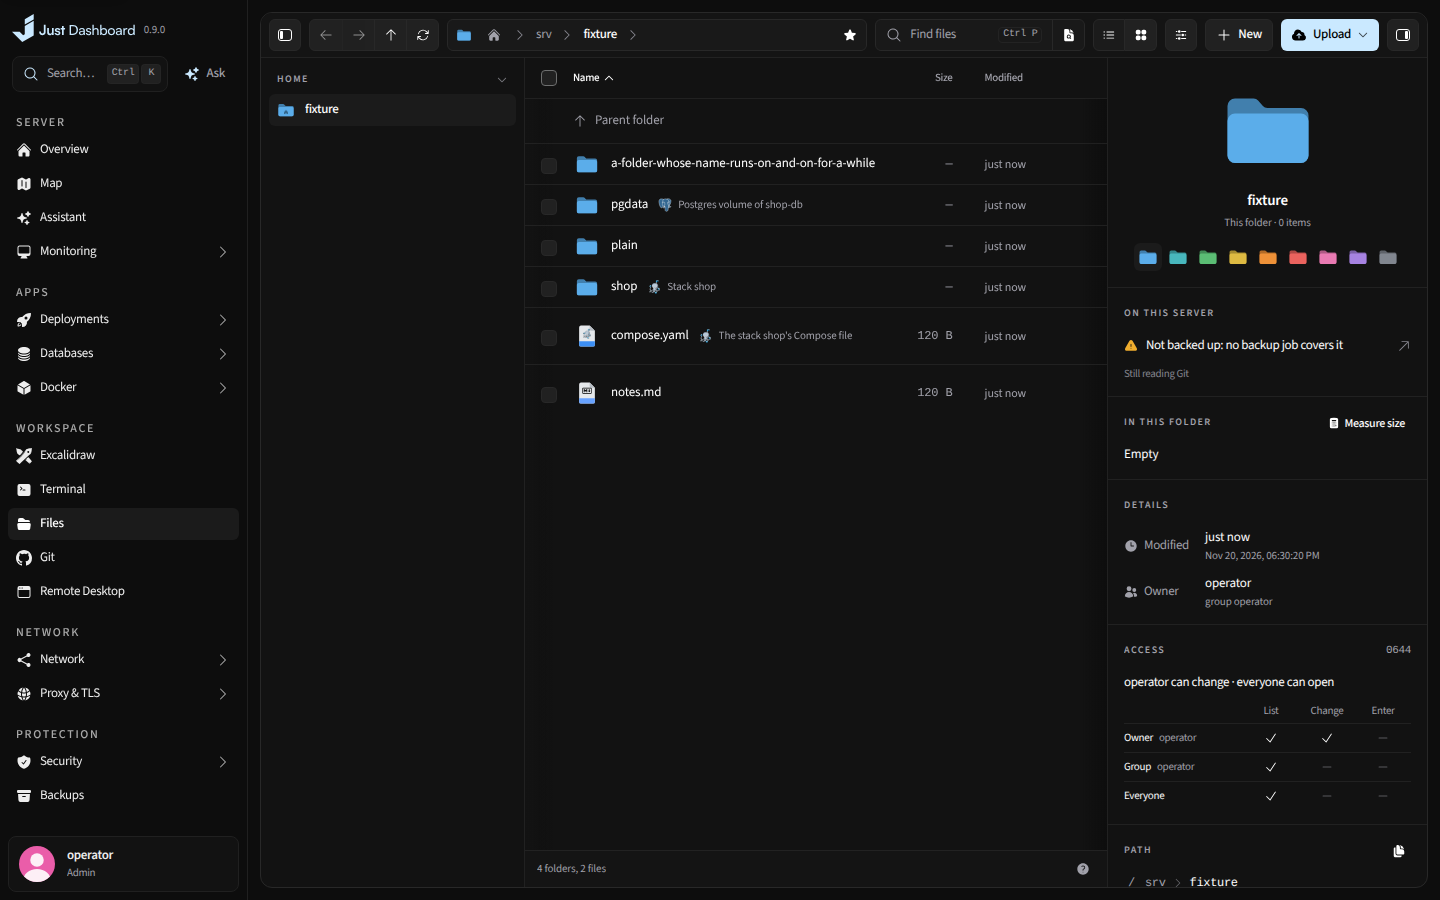 Just Dashboard 0.9.0
Search... Ctrl K Ask
SERVER
Overview
Map
Assistant
Monitoring
APPS
Deployments
Databases
Docker
WORKSPACE
Excalidraw
Terminal
Files
Git
Remote Desktop
NETWORK
Network
Proxy & TLS
PROTECTION
Security
Backups
operator
Admin
srv fixture
Find files Ctrl P
New
Upload
HOME
fixture
Name Size Modified
Parent folder
a-folder-whose-name-runs-on-and-on-for-a-while — just now
pgdata Postgres volume of shop-db — just now
plain — just now
shop Stack shop — just now
compose.yaml The stack shop's Compose file 120 B just now
notes.md 120 B just now
4 folders, 2 files
fixture
This folder · 0 items
ON THIS SERVER
Not backed up: no backup job covers it
Still reading Git
IN THIS FOLDER Measure size
Empty
DETAILS
Modified just now
Nov 20, 2026, 06:30:20 PM
Owner operator
group operator
ACCESS 0644
operator can change · everyone can open
List Change Enter
Owner operator —
Group operator — —
Everyone — —
PATH
/ srv fixture